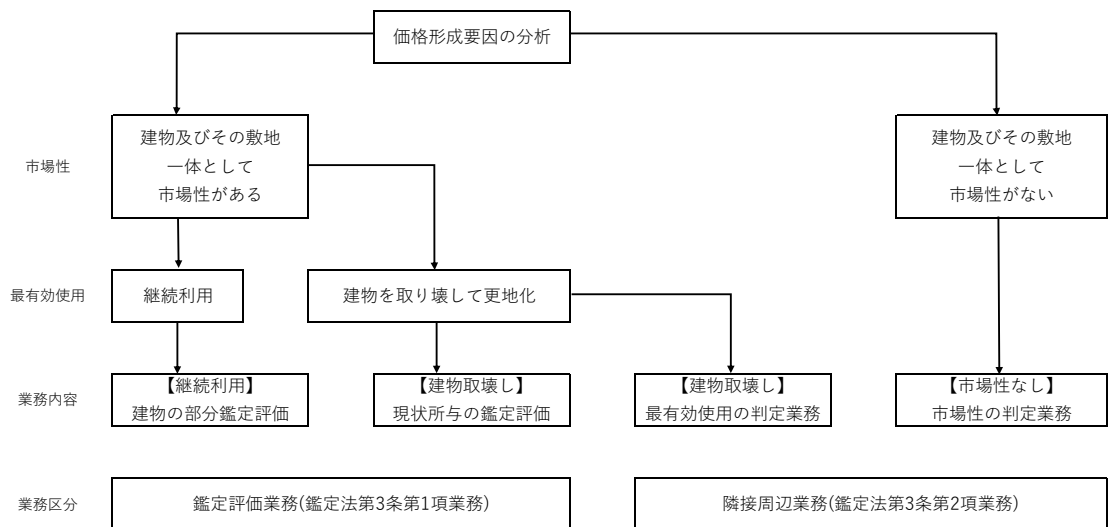 価格形成要因の分析
市場性
建物及びその敷地
一体として
市場性がある
建物及びその敷地
一体として
市場性がない
最有効使用
継続利用
建物を取り壊して更地化
業務内容
【継続利用】
建物の部分鑑定評価
【建物取壊し】
現状所与の鑑定評価
【建物取壊し】
最有効使用の判定業務
【市場性なし】
市場性の判定業務
業務区分
鑑定評価業務(鑑定法第3条第1項業務)
隣接周辺業務(鑑定法第3条第2項業務)